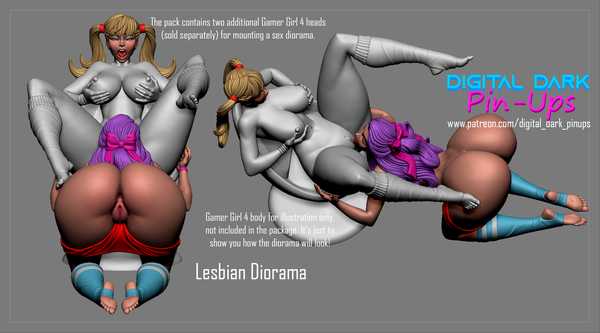 The pack contains two additional Gamer Girl 4 heads
(sold separately) for mounting a sex diorama.
DIGITAL DARK
Pin-Ups
www.patreon.com/digital_dark_pinups
Gamer Girl 4 body for illustration only,
not included in the package. It's just to
show you how the diorama will look!
Lesbian Diorama